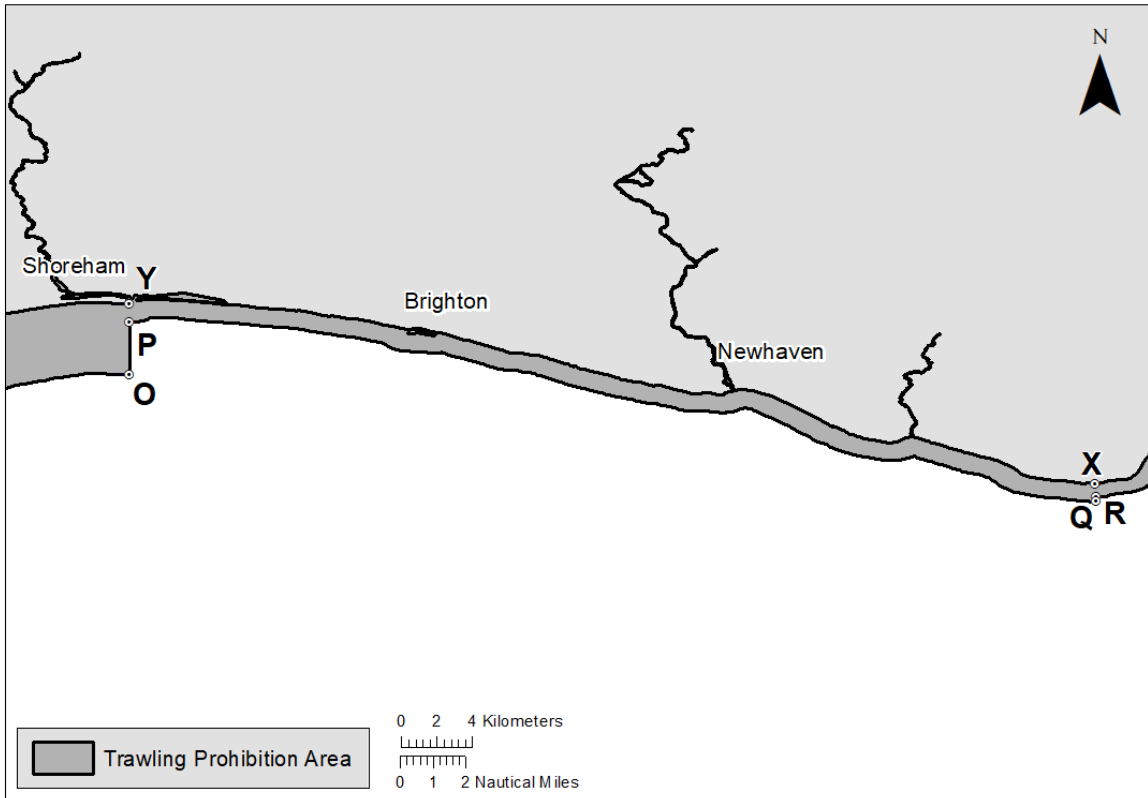 N
Shoreham
Y
Brighton
P
Newhaven
O
X
Q
R
0 2 4 Kilometers
Trawling Prohibition Area
0 1 2 Nautical Miles